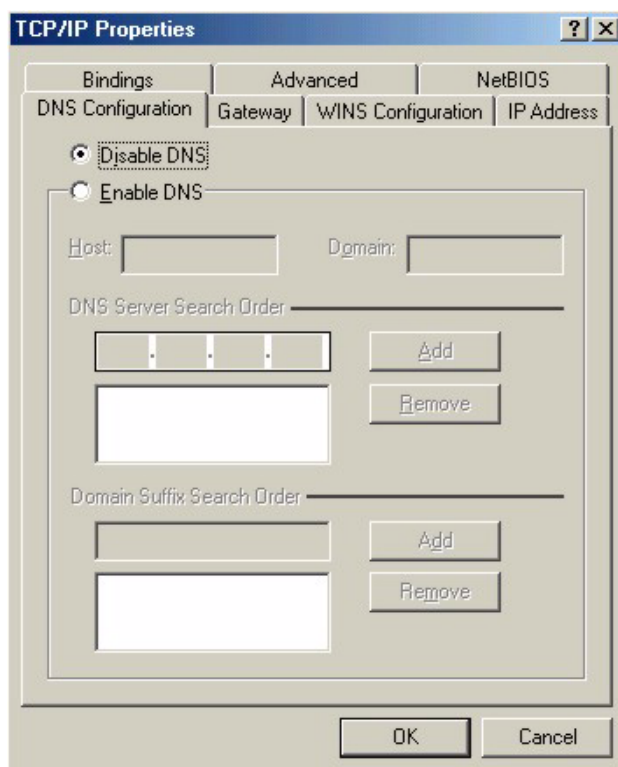 TCP/IP Properties
Bindings Advanced NetBIOS
DNS Configuration Gateway WINS Configuration IP Address
Disable DNS
Enable DNS
Host: Domain:
DNS Server Search Order
Add
Remove
Domain Suffix Search Order
Add
Remove
OK Cancel